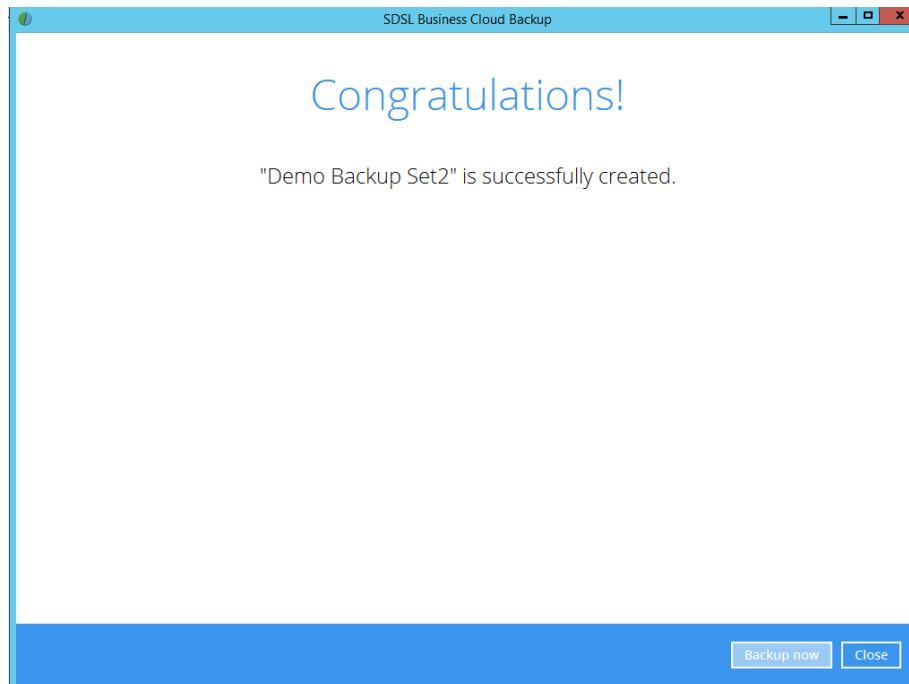 SDSL Business Cloud Backup
Congratulations!
"Demo Backup Set2" is successfully created.
Backup now
Close